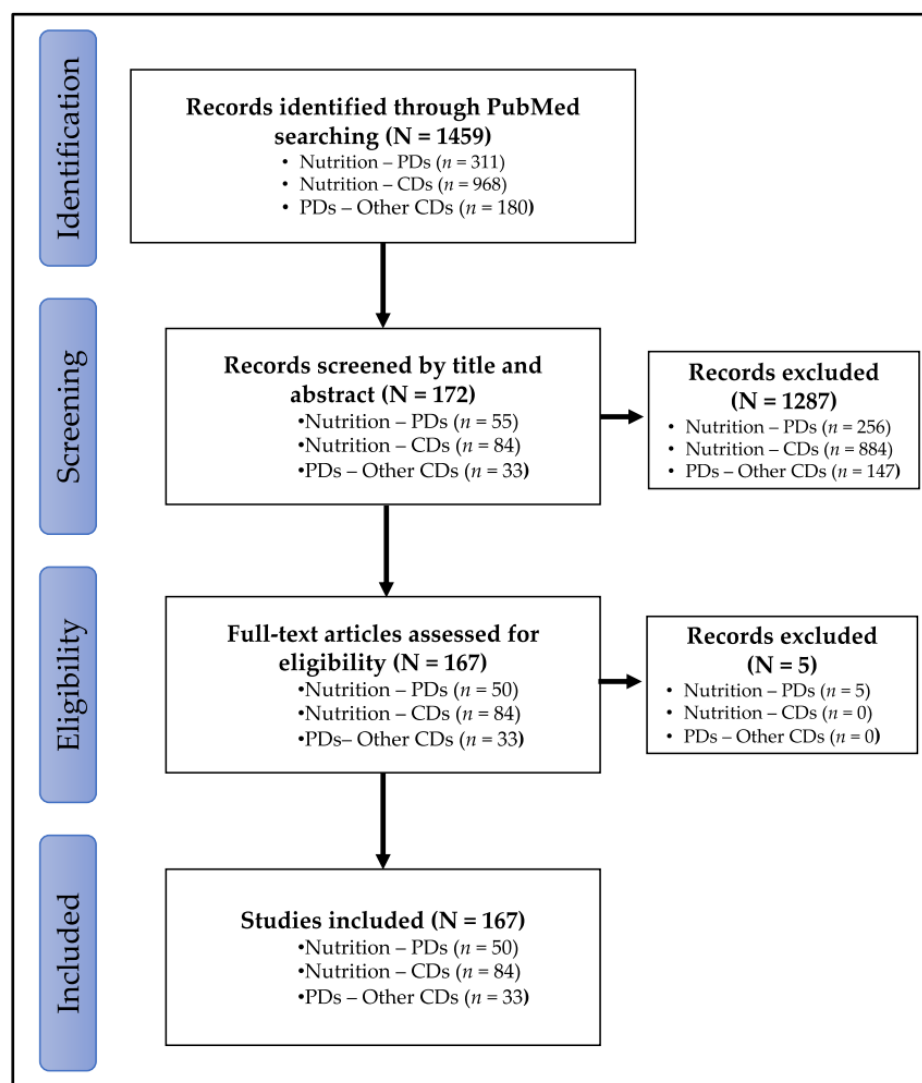 Identification
Records identified through PubMed
searching (N = 1459)
• Nutrition – PDs (n = 311)
• Nutrition – CDs (n = 968)
• PDs – Other CDs (n = 180)
Screening
Records screened by title and
abstract (N = 172)
•Nutrition – PDs (n = 55)
•Nutrition – CDs (n = 84)
•PDs – Other CDs (n = 33)
Records excluded
(N = 1287)
• Nutrition – PDs (n = 256)
• Nutrition – CDs (n = 884)
• PDs – Other CDs (n = 147)
Eligibility
Full-text articles assessed for
eligibility (N = 167)
•Nutrition – PDs (n = 50)
•Nutrition – CDs (n = 84)
•PDs– Other CDs (n = 33)
Records excluded
(N = 5)
• Nutrition – PDs (n = 5)
• Nutrition – CDs (n = 0)
• PDs – Other CDs (n = 0)
Included
Studies included (N = 167)
•Nutrition – PDs (n = 50)
•Nutrition – CDs (n = 84)
•PDs – Other CDs (n = 33)